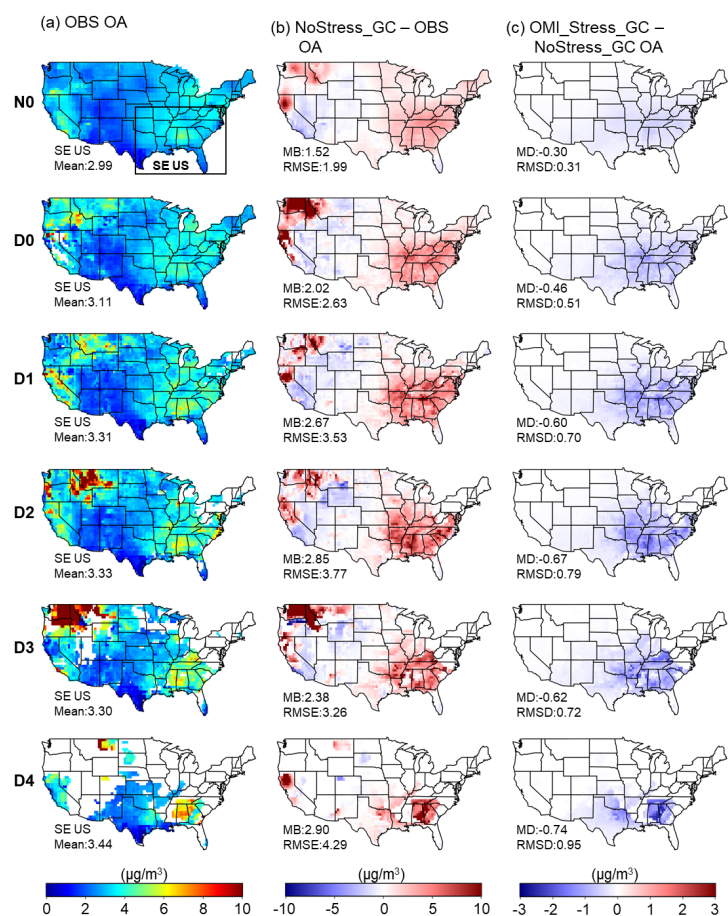 (a) OBS OA
(b) NoStress_GC – OBS
OA
(c) OMI_Stress_GC –
NoStress_GC OA
N0
SE US
Mean:2.99
SE US
MB:1.52
RMSE:1.99
MD:-0.30
RMSD:0.31
D0
SE US
Mean:3.11
MB:2.02
RMSE:2.63
MD:-0.46
RMSD:0.51
D1
SE US
Mean:3.31
MB:2.67
RMSE:3.53
MD:-0.60
RMSD:0.70
D2
SE US
Mean:3.33
MB:2.85
RMSE:3.77
MD:-0.67
RMSD:0.79
D3
SE US
Mean:3.30
MB:2.38
RMSE:3.26
MD:-0.62
RMSD:0.72
D4
SE US
Mean:3.44
MB:2.90
RMSE:4.29
MD:-0.74
RMSD:0.95
(µg/m³)
0 2 4 6 8 10
(µg/m³)
-10 -5 0 5 10
(µg/m³)
-3 -2 -1 0 1 2 3